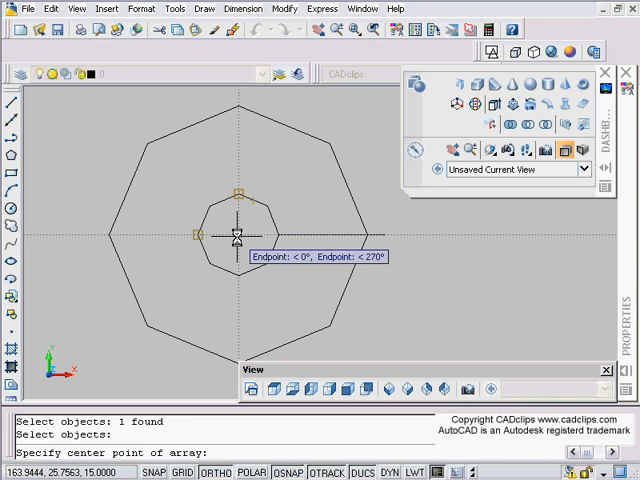 File Edit View Insert Format Tools Draw Dimension Modify Express Window Help
0
CADclips
DASHB...
Unsaved Current View
PROPERTIES
Endpoint: < 0°, Endpoint: < 270°
Y
X
View
Select objects: 1 found
Select objects:
Specify center point of array:
Copyright CADclips www.cadclips.com
AutoCAD is an Autodesk registerd trademark
163.9444, 25.7563, 15.0000 SNAP GRID ORTHO POLAR OSNAP OTRACK DUCS DYN LWT